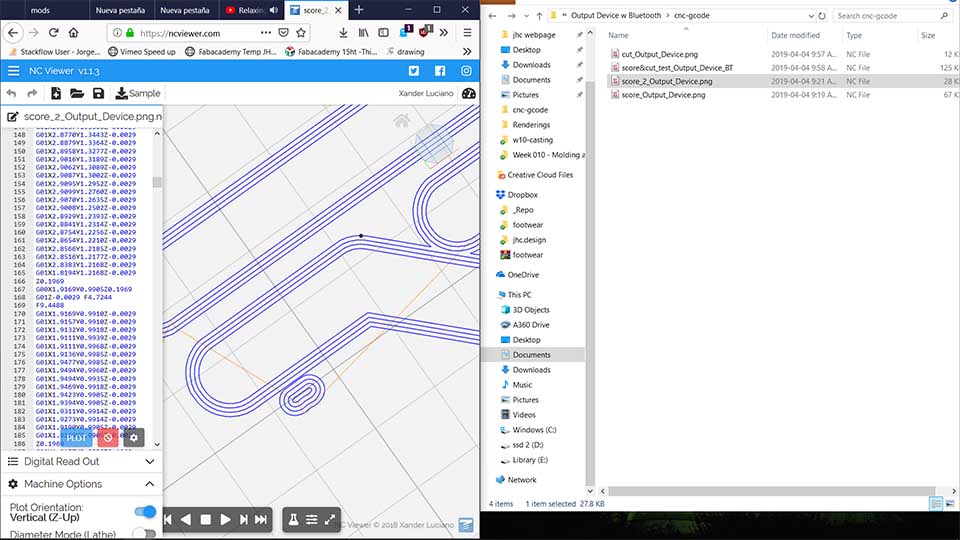 mods
Nueva pestaña
Nueva pestaña
Relaxing
score_2_
https://ncviewer.com
Stackflow User - Jorge...
Vimeo Speed up
Fabacademy Temp JH...
Fabacademy 15ht -Thi...
drawing
NC Viewer v1.1.3
Sample
Xander Luciano
score_2_Output_Device.png.n
148 G01X2.8770Y1.3443Z-0.0029
149 G01X2.8879Y1.3364Z-0.0029
150 G01X2.8958Y1.3277Z-0.0029
151 G01X2.9016Y1.3189Z-0.0029
152 G01X2.9062Y1.3089Z-0.0029
153 G01X2.9087Y1.3002Z-0.0029
154 G01X2.9095Y1.2952Z-0.0029
155 G01X2.9099Y1.2760Z-0.0029
156 G01X2.9070Y1.2635Z-0.0029
157 G01X2.9008Y1.2502Z-0.0029
158 G01X2.8929Y1.2393Z-0.0029
159 G01X2.8841Y1.2314Z-0.0029
160 G01X2.8754Y1.2256Z-0.0029
161 G01X2.8654Y1.2210Z-0.0029
162 G01X2.8566Y1.2185Z-0.0029
163 G01X2.8516Y1.2177Z-0.0029
164 G01X2.8383Y1.2168Z-0.0029
165 G01X1.8194Y1.2168Z-0.0029
166 Z0.1969
167 G00X1.9169Y0.9905Z0.1969
168 G01Z-0.0029 F4.7244
169 F9.4488
170 G01X1.9169Y0.9910Z-0.0029
171 G01X1.9157Y0.9910Z-0.0029
172 G01X1.9132Y0.9918Z-0.0029
173 G01X1.9111Y0.9939Z-0.0029
174 G01X1.9111Y0.9968Z-0.0029
175 G01X1.9136Y0.9985Z-0.0029
176 G01X1.9477Y0.9985Z-0.0029
177 G01X1.9494Y0.9960Z-0.0029
178 G01X1.9494Y0.9935Z-0.0029
179 G01X1.9469Y0.9918Z-0.0029
180 G01X1.9423Y0.9905Z-0.0029
181 G01X1.9394Y0.9905Z-0.0029
182 G01X1.9311Y0.9914Z-0.0029
183 G01X1.9273Y0.9914Z-0.0029
184
185
186 Z0.1969
PLOT
Digital Read Out
Machine Options
Plot Orientation:
Vertical (Z-Up)
Diameter Mode (Lathe)
NC Viewer © 2018 Xander Luciano
Output Device w Bluetooth
cnc-gcode
Search cnc-gcode
jhc webpage
Desktop
Downloads
Documents
Pictures
cnc-gcode
Renderings
w10-casting
Week 010 - Molding a
Creative Cloud Files
Dropbox
_Repo
footwear
jhc.design
footwear
OneDrive
This PC
3D Objects
A360 Drive
Desktop
Documents
Downloads
Music
Pictures
Videos
Windows (C:)
ssd 2 (D:)
Library (E:)
Network
Name Date modified Type Size
cut_Output_Device.png 2019-04-04 9:57 A... NC File 12 K
score&cut_test_Output_Device_BT 2019-04-04 9:58 A... NC File
score_2_Output_Device.png 2019-04-04 9:21 A... NC File 28 K
score_Output_Device.png 2019-04-04 9:19 A... NC File 67 K
4 items 1 item selected 27.8 KB